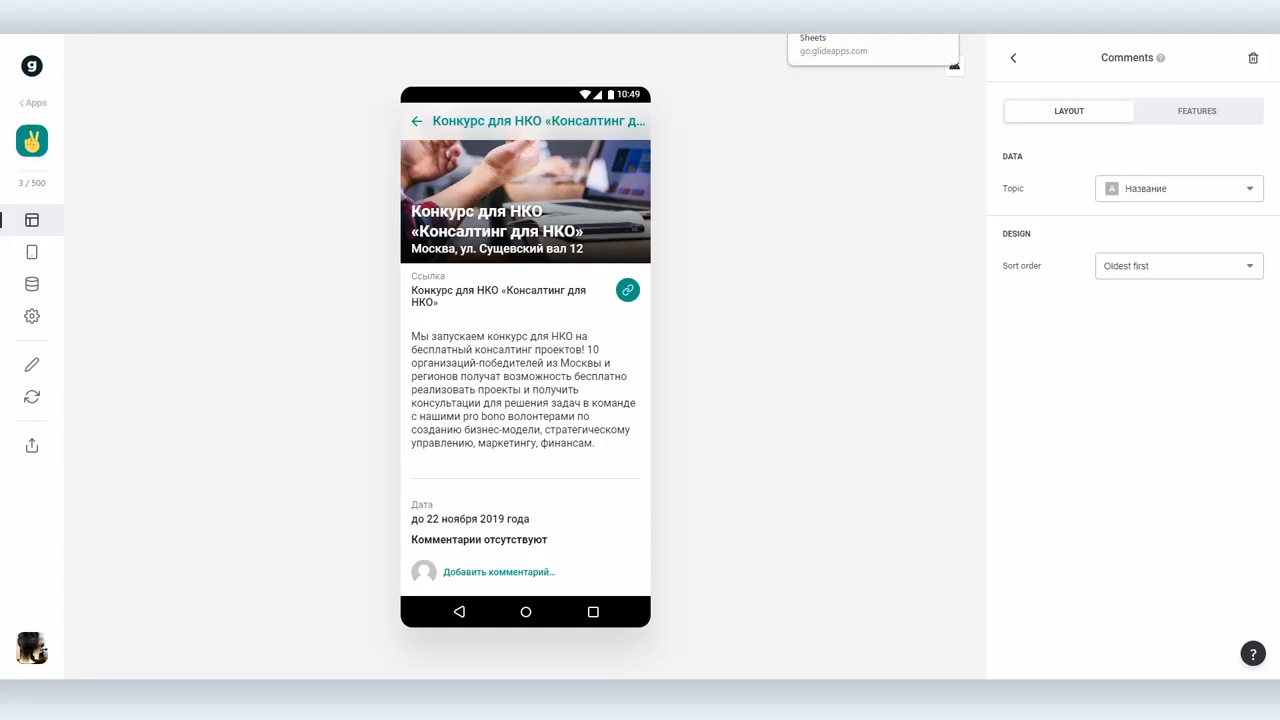 Sheets
go.glideapps.com
g
Apps
3 / 500
10:49
Конкурс для НКО «Консалтинг д...
Конкурс для НКО
«Консалтинг для НКО»
Москва, ул. Сущевский вал 12
Ссылка
Конкурс для НКО «Консалтинг для
НКО»
Мы запускаем конкурс для НКО на
бесплатный консалтинг проектов! 10
организаций-победителей из Москвы и
регионов получат возможность бесплатно
реализовать проекты и получить
консультации для решения задач в команде
с нашими pro bono волонтерами по
созданию бизнес-модели, стратегическому
управлению, маркетингу, финансам.
Дата
до 22 ноября 2019 года
Комментарии отсутствуют
Добавить комментарий...
Comments ?
LAYOUT
FEATURES
DATA
Topic
A Название
DESIGN
Sort order
Oldest first
?